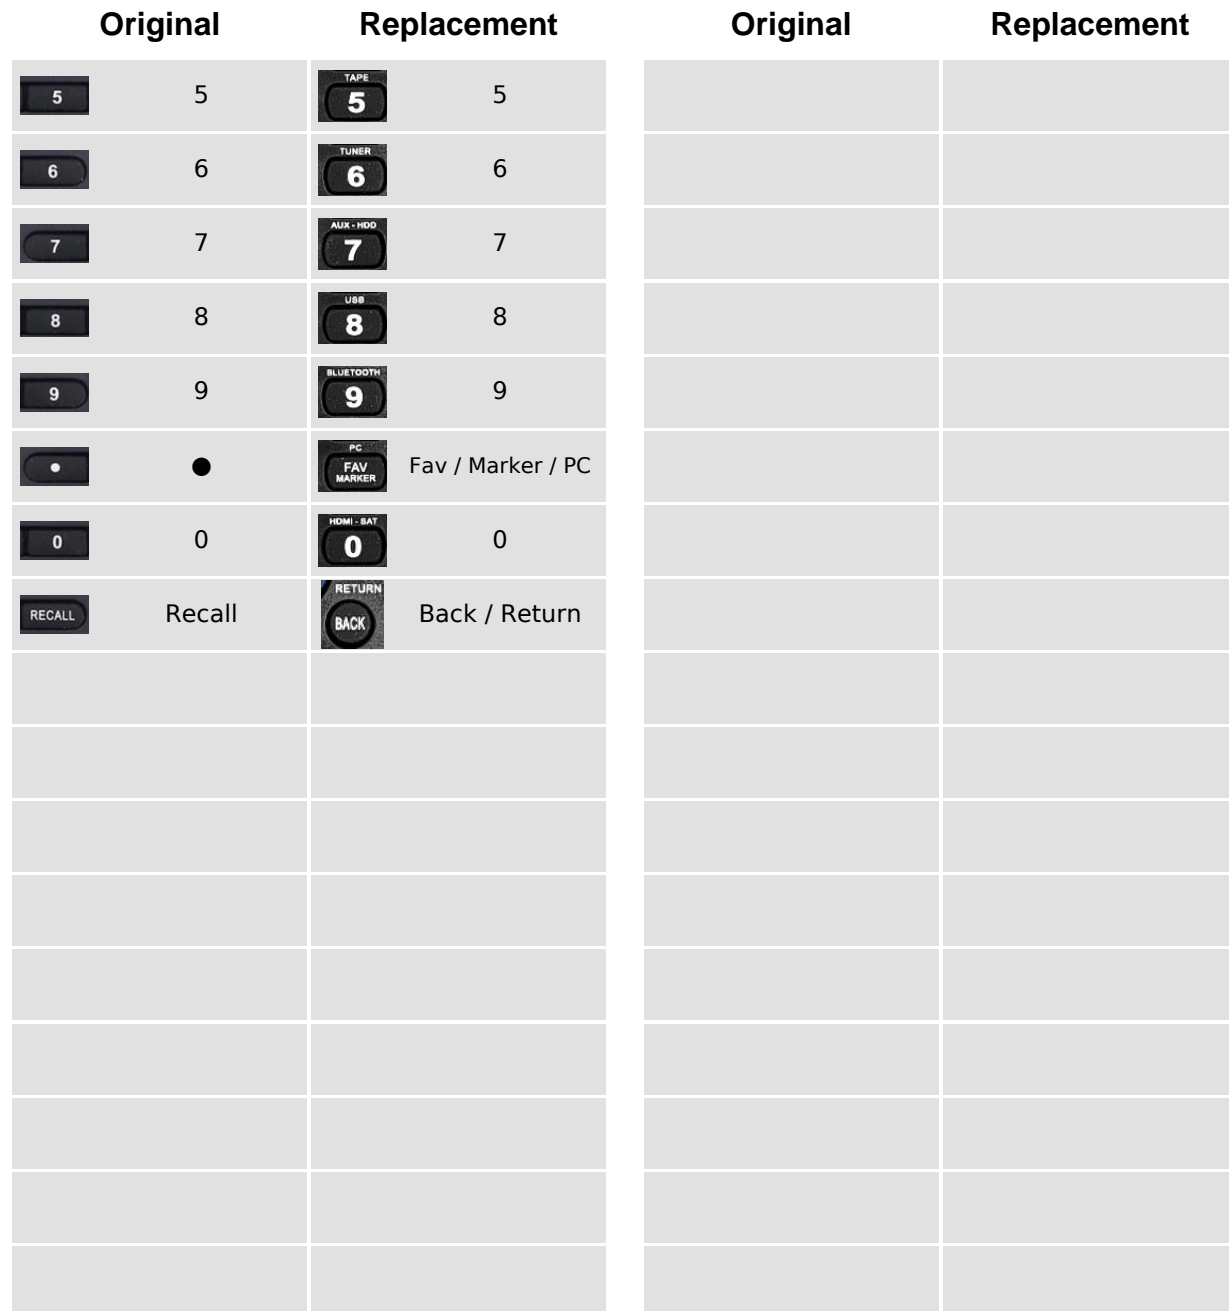 Original Replacement Original Replacement
5 5 TAPE 5 5
6 6 TUNER 6 6
7 7 AUX - HDD 7 7
8 8 USB 8 8
9 9 BLUETOOTH 9 9
● ● PC FAV MARKER Fav / Marker / PC
0 0 HDMI - SAT 0 0
RECALL Recall RETURN BACK Back / Return